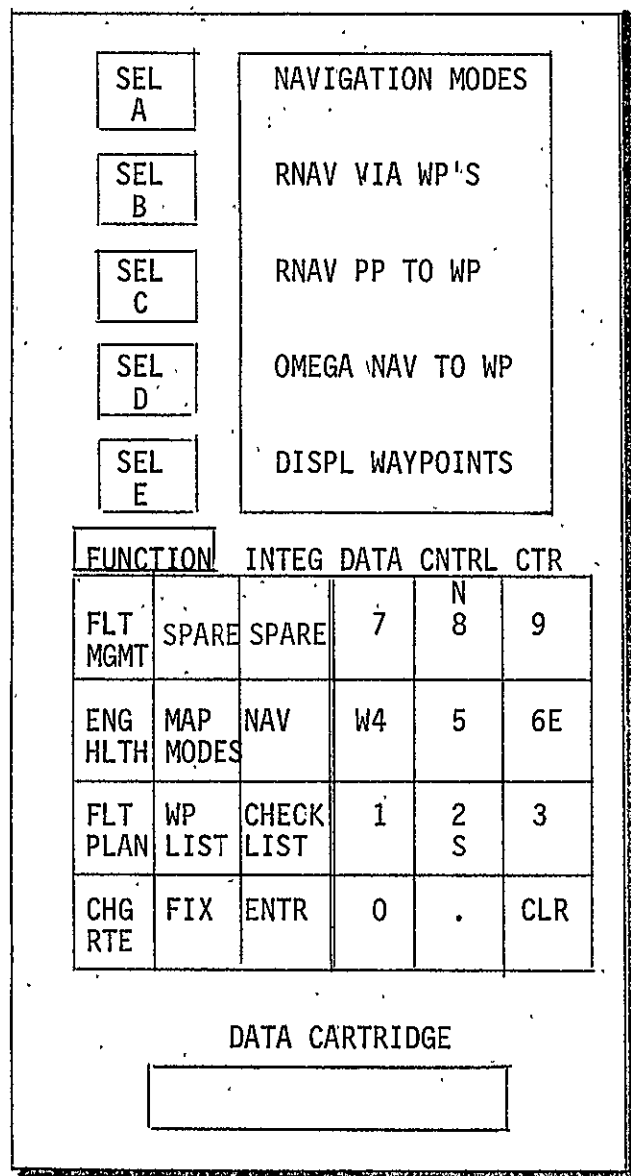 SEL
A
NAVIGATION MODES
SEL
B
RNAV VIA WP'S
SEL
C
RNAV PP TO WP
SEL
D
OMEGA NAV TO WP
SEL
E
DISPL WAYPOINTS
FUNCTION INTEG DATA CNTRL CTR
FLT
MGMT
SPARE
SPARE
7
N
8
9
ENG
HLTH
MAP
MODES
NAV
W4
5
6E
FLT
PLAN
WP
LIST
CHECK
LIST
1
2
S
3
CHG
RTE
FIX
ENTR
0
.
CLR
DATA CARTRIDGE